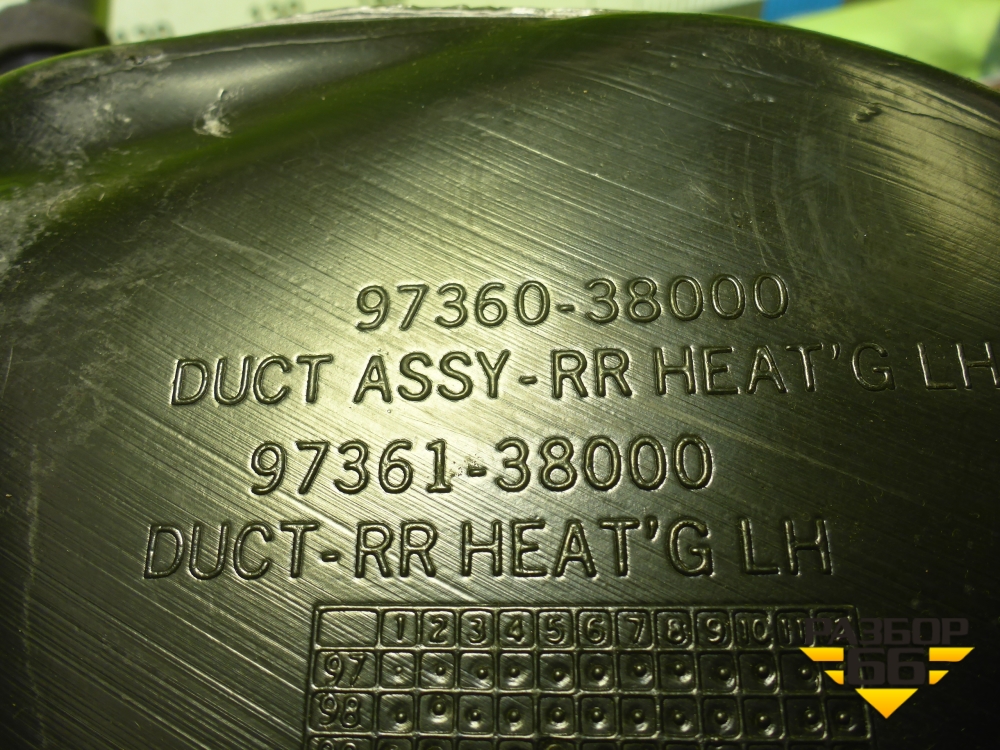 97360-38000
DUCT ASSY-RR HEAT'G LH
97361-38000
DUCT-RR HEAT'G LH
1 2 3 4 5 6 7 8 9 10 11
97
98
РАЗБОР
66